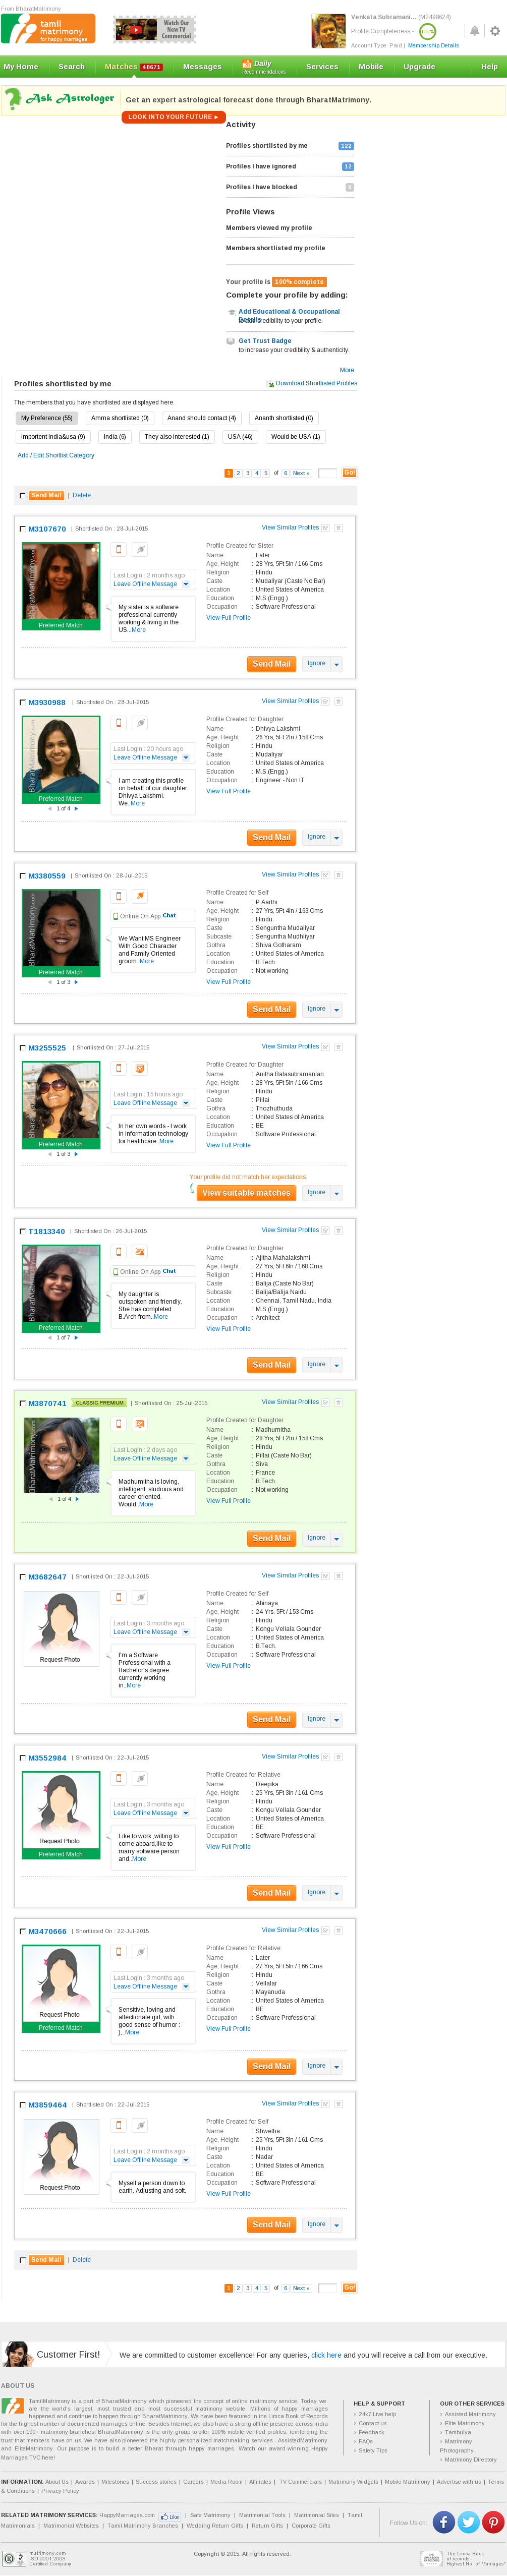 From BharatMatrimony
tamil
matrimony
for happy marriages
Watch Our
New TV
Commercial
Venkata Subramani... (M2498624)
Profile Completeness - 100%
Account Type: Paid | Membership Details
My Home
Search
Matches 48671
Messages
Daily
Recommendations
Services
Mobile
Upgrade
Help
Ask Astrologer
Get an expert astrological forecast done through BharatMatrimony.
LOOK INTO YOUR FUTURE ►
Activity
Profiles shortlisted by me 122
Profiles I have ignored 12
Profiles I have blocked 0
Profile Views
Members viewed my profile
Members shortlisted my profile
Your profile is 100% complete
Complete your profile by adding:
Add Educational & Occupational
Details
to add credibility to your profile.
Get Trust Badge
to increase your credibility & authenticity.
More
Profiles shortlisted by me
Download Shortlisted Profiles
The members that you have shortlisted are displayed here.
My Preference (55)
Amma shortlisted (0)
Anand should contact (4)
Ananth shortlisted (0)
importent India&usa (9)
India (6)
They also interested (1)
USA (46)
Would be USA (1)
Add / Edit Shortlist Category
1 2 3 4 5 of 6 Next » Go!
Send Mail | Delete
M3107670 | Shortlisted On : 28-Jul-2015
View Similar Profiles
Preferred Match
Last Login : 2 months ago
Leave Offline Message
My sister is a software
professional currently
working & living in the
US...More
Profile Created for Sister
Name : Later
Age, Height : 28 Yrs, 5Ft 5In / 166 Cms
Religion : Hindu
Caste : Mudaliyar (Caste No Bar)
Location : United States of America
Education : M.S.(Engg.)
Occupation : Software Professional
View Full Profile
Send Mail
Ignore
M3930988 | Shortlisted On : 28-Jul-2015
View Similar Profiles
Preferred Match
1 of 4
Last Login : 20 hours ago
Leave Offline Message
I am creating this profile
on behalf of our daughter
Dhivya Lakshmi.
We..More
Profile Created for Daughter
Name : Dhivya Lakshmi
Age, Height : 26 Yrs, 5Ft 2In / 158 Cms
Religion : Hindu
Caste : Mudaliyar
Location : United States of America
Education : M.S.(Engg.)
Occupation : Engineer - Non IT
View Full Profile
Send Mail
Ignore
M3380559 | Shortlisted On : 28-Jul-2015
View Similar Profiles
Preferred Match
1 of 3
Online On App Chat
We Want MS Engineer
With Good Character
and Family Oriented
groom..More
Profile Created for Self
Name : P Aarthi
Age, Height : 27 Yrs, 5Ft 4In / 163 Cms
Religion : Hindu
Caste : Senguntha Mudaliyar
Subcaste : Senguntha Mudhiliyar
Gothra : Shiva Gotharam
Location : United States of America
Education : B.Tech.
Occupation : Not working
View Full Profile
Send Mail
Ignore
M3255525 | Shortlisted On : 27-Jul-2015
View Similar Profiles
Preferred Match
1 of 3
Last Login : 15 hours ago
Leave Offline Message
In her own words - I work
in information technology
for healthcare..More
Profile Created for Daughter
Name : Anitha Balasubramanian
Age, Height : 28 Yrs, 5Ft 5In / 166 Cms
Religion : Hindu
Caste : Pillai
Gothra : Thozhuthuda
Location : United States of America
Education : BE
Occupation : Software Professional
View Full Profile
Your profile did not match her expectations.
View suitable matches
Ignore
T1813340 | Shortlisted On : 26-Jul-2015
View Similar Profiles
Preferred Match
1 of 7
Online On App Chat
My daughter is
outspoken and friendly.
She has completed
B.Arch from..More
Profile Created for Daughter
Name : Ajitha Mahalakshmi
Age, Height : 27 Yrs, 5Ft 6In / 168 Cms
Religion : Hindu
Caste : Balija (Caste No Bar)
Subcaste : Balija/Balija Naidu
Location : Chennai, Tamil Nadu, India
Education : M.S.(Engg.)
Occupation : Architect
View Full Profile
Send Mail
Ignore
M3870741 CLASSIC PREMIUM | Shortlisted On : 25-Jul-2015
View Similar Profiles
1 of 4
Last Login : 2 days ago
Leave Offline Message
Madhumitha is loving,
intelligent, studious and
career oriented.
Would..More
Profile Created for Daughter
Name : Madhumitha
Age, Height : 28 Yrs, 5Ft 2In / 158 Cms
Religion : Hindu
Caste : Pillai (Caste No Bar)
Gothra : Siva
Location : France
Education : B.Tech.
Occupation : Not working
View Full Profile
Send Mail
Ignore
M3682647 | Shortlisted On : 22-Jul-2015
View Similar Profiles
Request Photo
Last Login : 3 months ago
Leave Offline Message
I'm a Software
Professional with a
Bachelor's degree
currently working
in..More
Profile Created for Self
Name : Abinaya
Age, Height : 24 Yrs, 5Ft / 153 Cms
Religion : Hindu
Caste : Kongu Vellala Gounder
Location : United States of America
Education : B.Tech.
Occupation : Software Professional
View Full Profile
Send Mail
Ignore
M3552984 | Shortlisted On : 22-Jul-2015
View Similar Profiles
Request Photo
Preferred Match
Last Login : 3 months ago
Leave Offline Message
Like to work ,willing to
come aboard,like to
marry software person
and..More
Profile Created for Relative
Name : Deepika
Age, Height : 25 Yrs, 5Ft 3In / 161 Cms
Religion : Hindu
Caste : Kongu Vellala Gounder
Location : United States of America
Education : BE
Occupation : Software Professional
View Full Profile
Send Mail
Ignore
M3470666 | Shortlisted On : 22-Jul-2015
View Similar Profiles
Request Photo
Preferred Match
Last Login : 3 months ago
Leave Offline Message
Sensitive, loving and
affectionate girl, with
good sense of humor :-
),..More
Profile Created for Relative
Name : Later
Age, Height : 27 Yrs, 5Ft 5In / 166 Cms
Religion : Hindu
Caste : Vellalar
Gothra : Mayanuda
Location : United States of America
Education : BE
Occupation : Software Professional
View Full Profile
Send Mail
Ignore
M3859464 | Shortlisted On : 22-Jul-2015
View Similar Profiles
Request Photo
Last Login : 2 months ago
Leave Offline Message
Myself a person down to
earth. Adjusting and soft.
Profile Created for Self
Name : Shwetha
Age, Height : 25 Yrs, 5Ft 3In / 161 Cms
Religion : Hindu
Caste : Nadar
Location : United States of America
Education : BE
Occupation : Software Professional
View Full Profile
Send Mail
Ignore
Send Mail | Delete
1 2 3 4 5 of 6 Next » Go!
Customer First!
We are committed to customer excellence! For any queries, click here and you will receive a call from our executive.
ABOUT US
TamilMatrimony is a part of BharatMatrimony which pioneered the concept of online matrimony service. Today, we
are the world's largest, most trusted and most successful matrimony website. Millions of happy marriages
happened and continue to happen through BharatMatrimony. We have been featured in the Limca Book of Records
for the highest number of documented marriages online. Besides Internet, we also have a strong offline presence across India
with over 190+ matrimony branches! BharatMatrimony is the only group to offer 100% mobile verified profiles, reinforcing the
trust that members have on us. We have also pioneered the highly personalized matchmaking services - AssistedMatrimony
and EliteMatrimony. Our purpose is to build a better Bharat through happy marriages. Watch our award-winning Happy
Marriages TVC here!
HELP & SUPPORT
24x7 Live help
Contact us
Feedback
FAQs
Safety Tips
OUR OTHER SERVICES
Assisted Matrimony
Elite Matrimony
Tambulya
Matrimony
Photography
Matrimony Directory
INFORMATION: About Us | Awards | Milestones | Success stories | Careers | Media Room | Affiliates | TV Commercials | Matrimony Widgets | Mobile Matrimony | Advertise with us | Terms
& Conditions | Privacy Policy
RELATED MATRIMONY SERVICES: HappyMarriages.com Like | Safe Matrimony | Matrimonial Tools | Matrimonial Sites | Tamil
Matrimonials | Matrimonial Websites | Tamil Matrimony Branches | Wedding Return Gifts | Return Gifts | Corporate Gifts
Follow Us on:
matrimony.com
ISO 9001:2008
Certified Company
Copyright © 2015. All rights reserved.
The Limca Book
of records
Highest No. of Marriages*